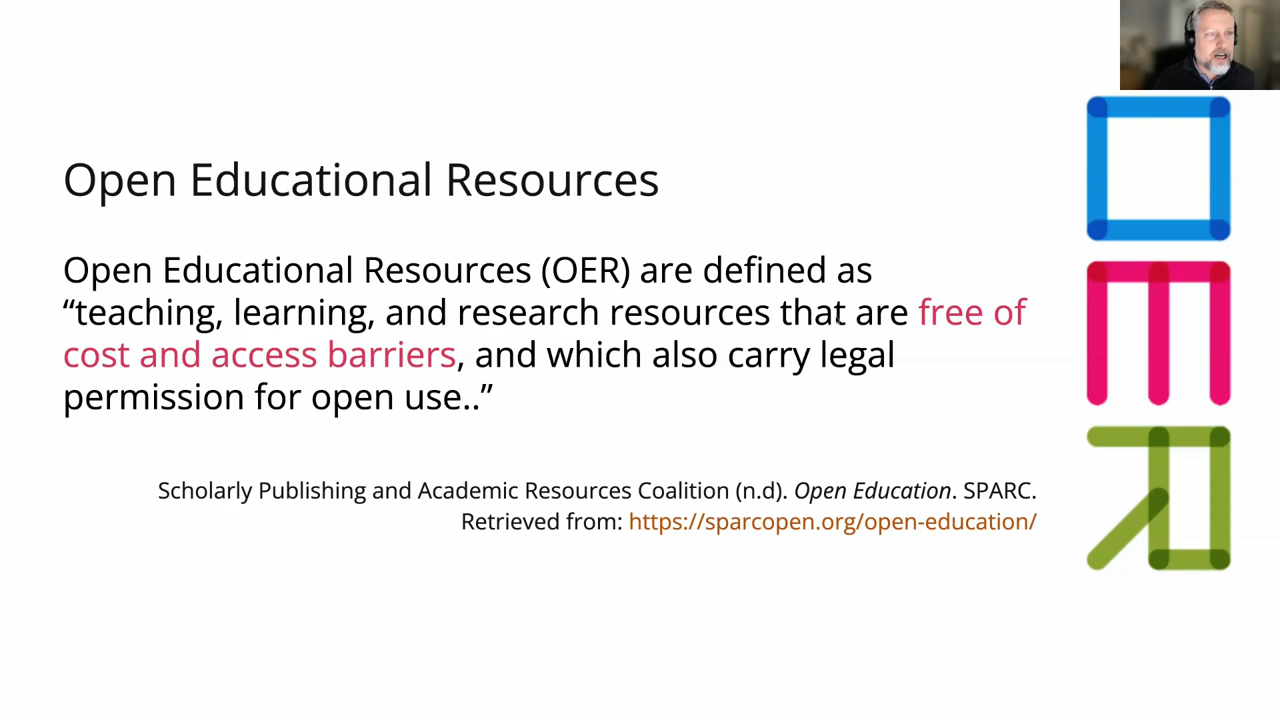 Open Educational Resources
Open Educational Resources (OER) are defined as
“teaching, learning, and research resources that are free of
cost and access barriers, and which also carry legal
permission for open use..”
Scholarly Publishing and Academic Resources Coalition (n.d). Open Education. SPARC.
Retrieved from: https://sparcopen.org/open-education/